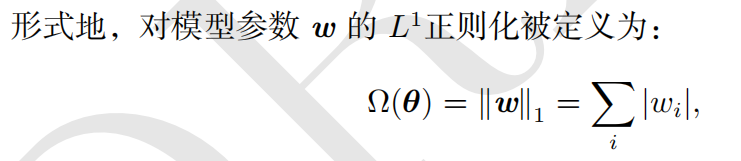 形式地，对模型参数 w 的 L¹正则化被定义为：
Ω(θ) = ‖w‖₁ = ∑ᵢ |wᵢ|,